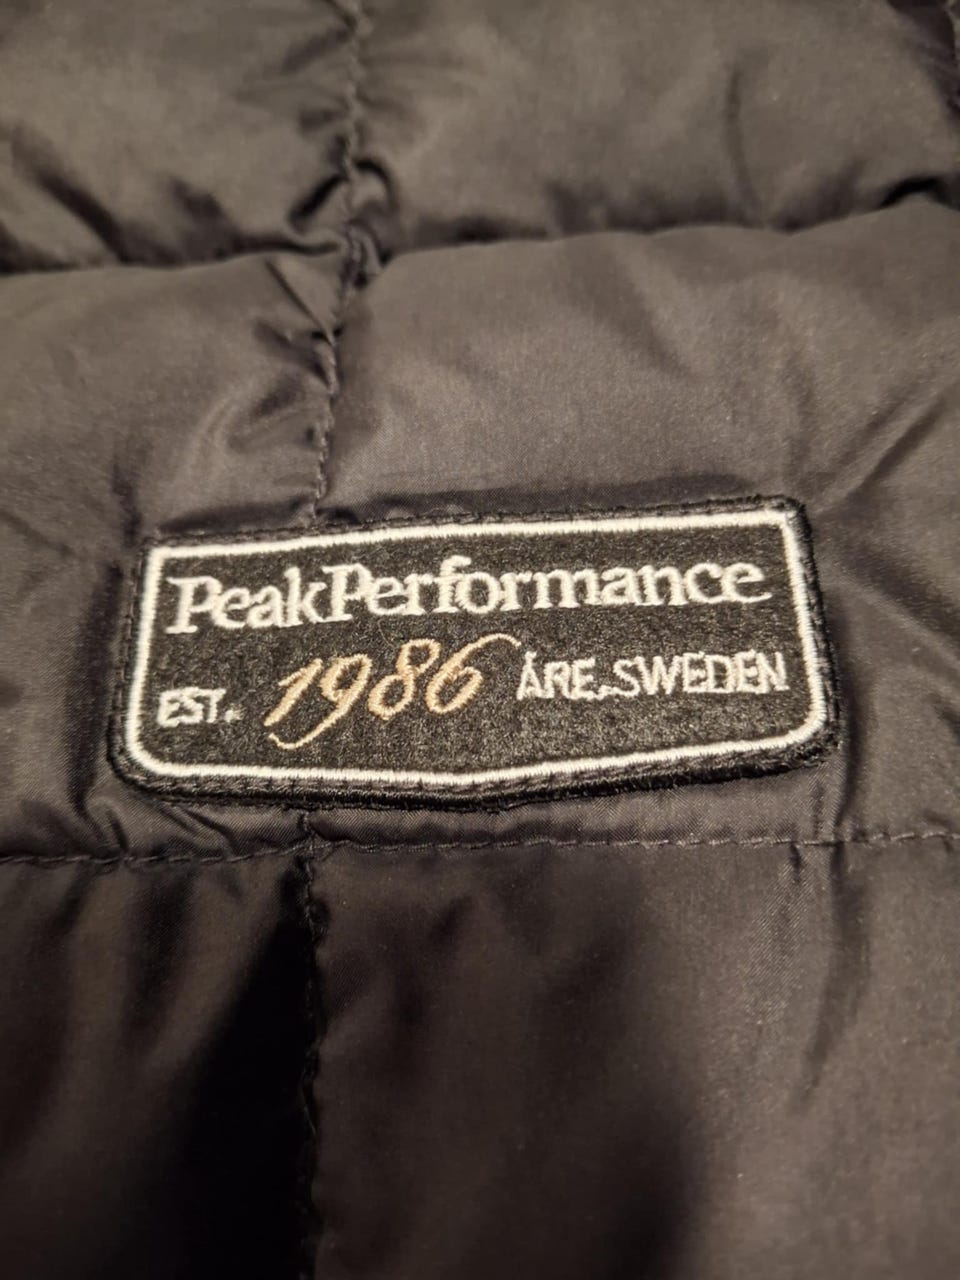 PeakPerformance
EST. 1986 ÅRE.SWEDEN